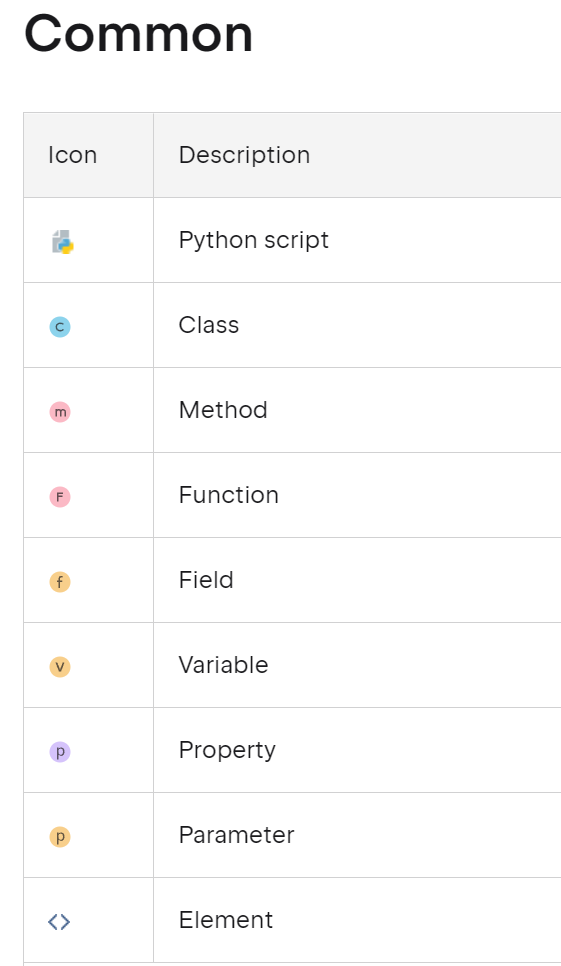 Common
Icon Description
Python script
C Class
m Method
F Function
f Field
v Variable
p Property
p Parameter
<> Element